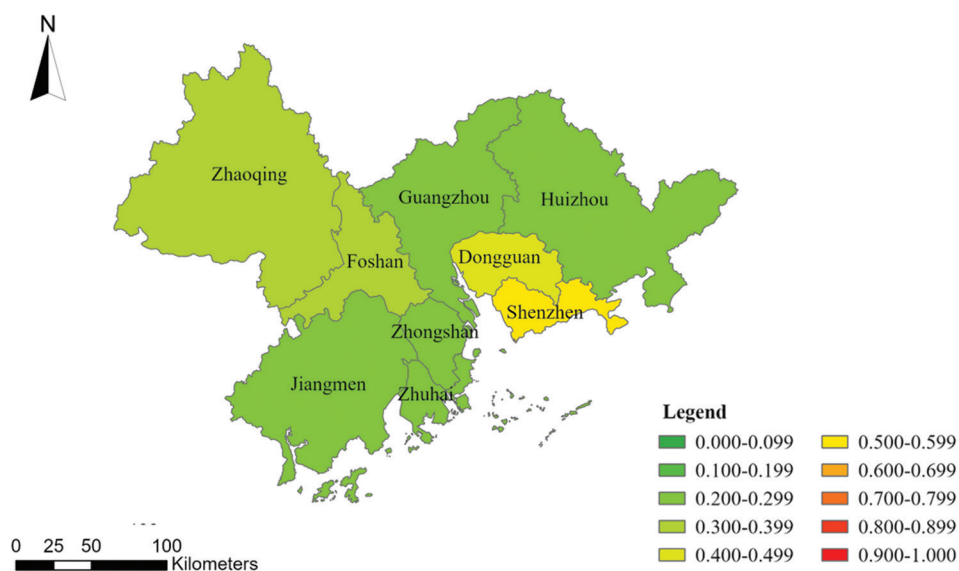 N
Zhaoqing
Guangzhou
Huizhou
Foshan
Dongguan
Shenzhen
Zhongshan
Jiangmen
Zhuhai
Legend
0.000-0.099
0.100-0.199
0.200-0.299
0.300-0.399
0.400-0.499
0.500-0.599
0.600-0.699
0.700-0.799
0.800-0.899
0.900-1.000
0 25 50 100
Kilometers